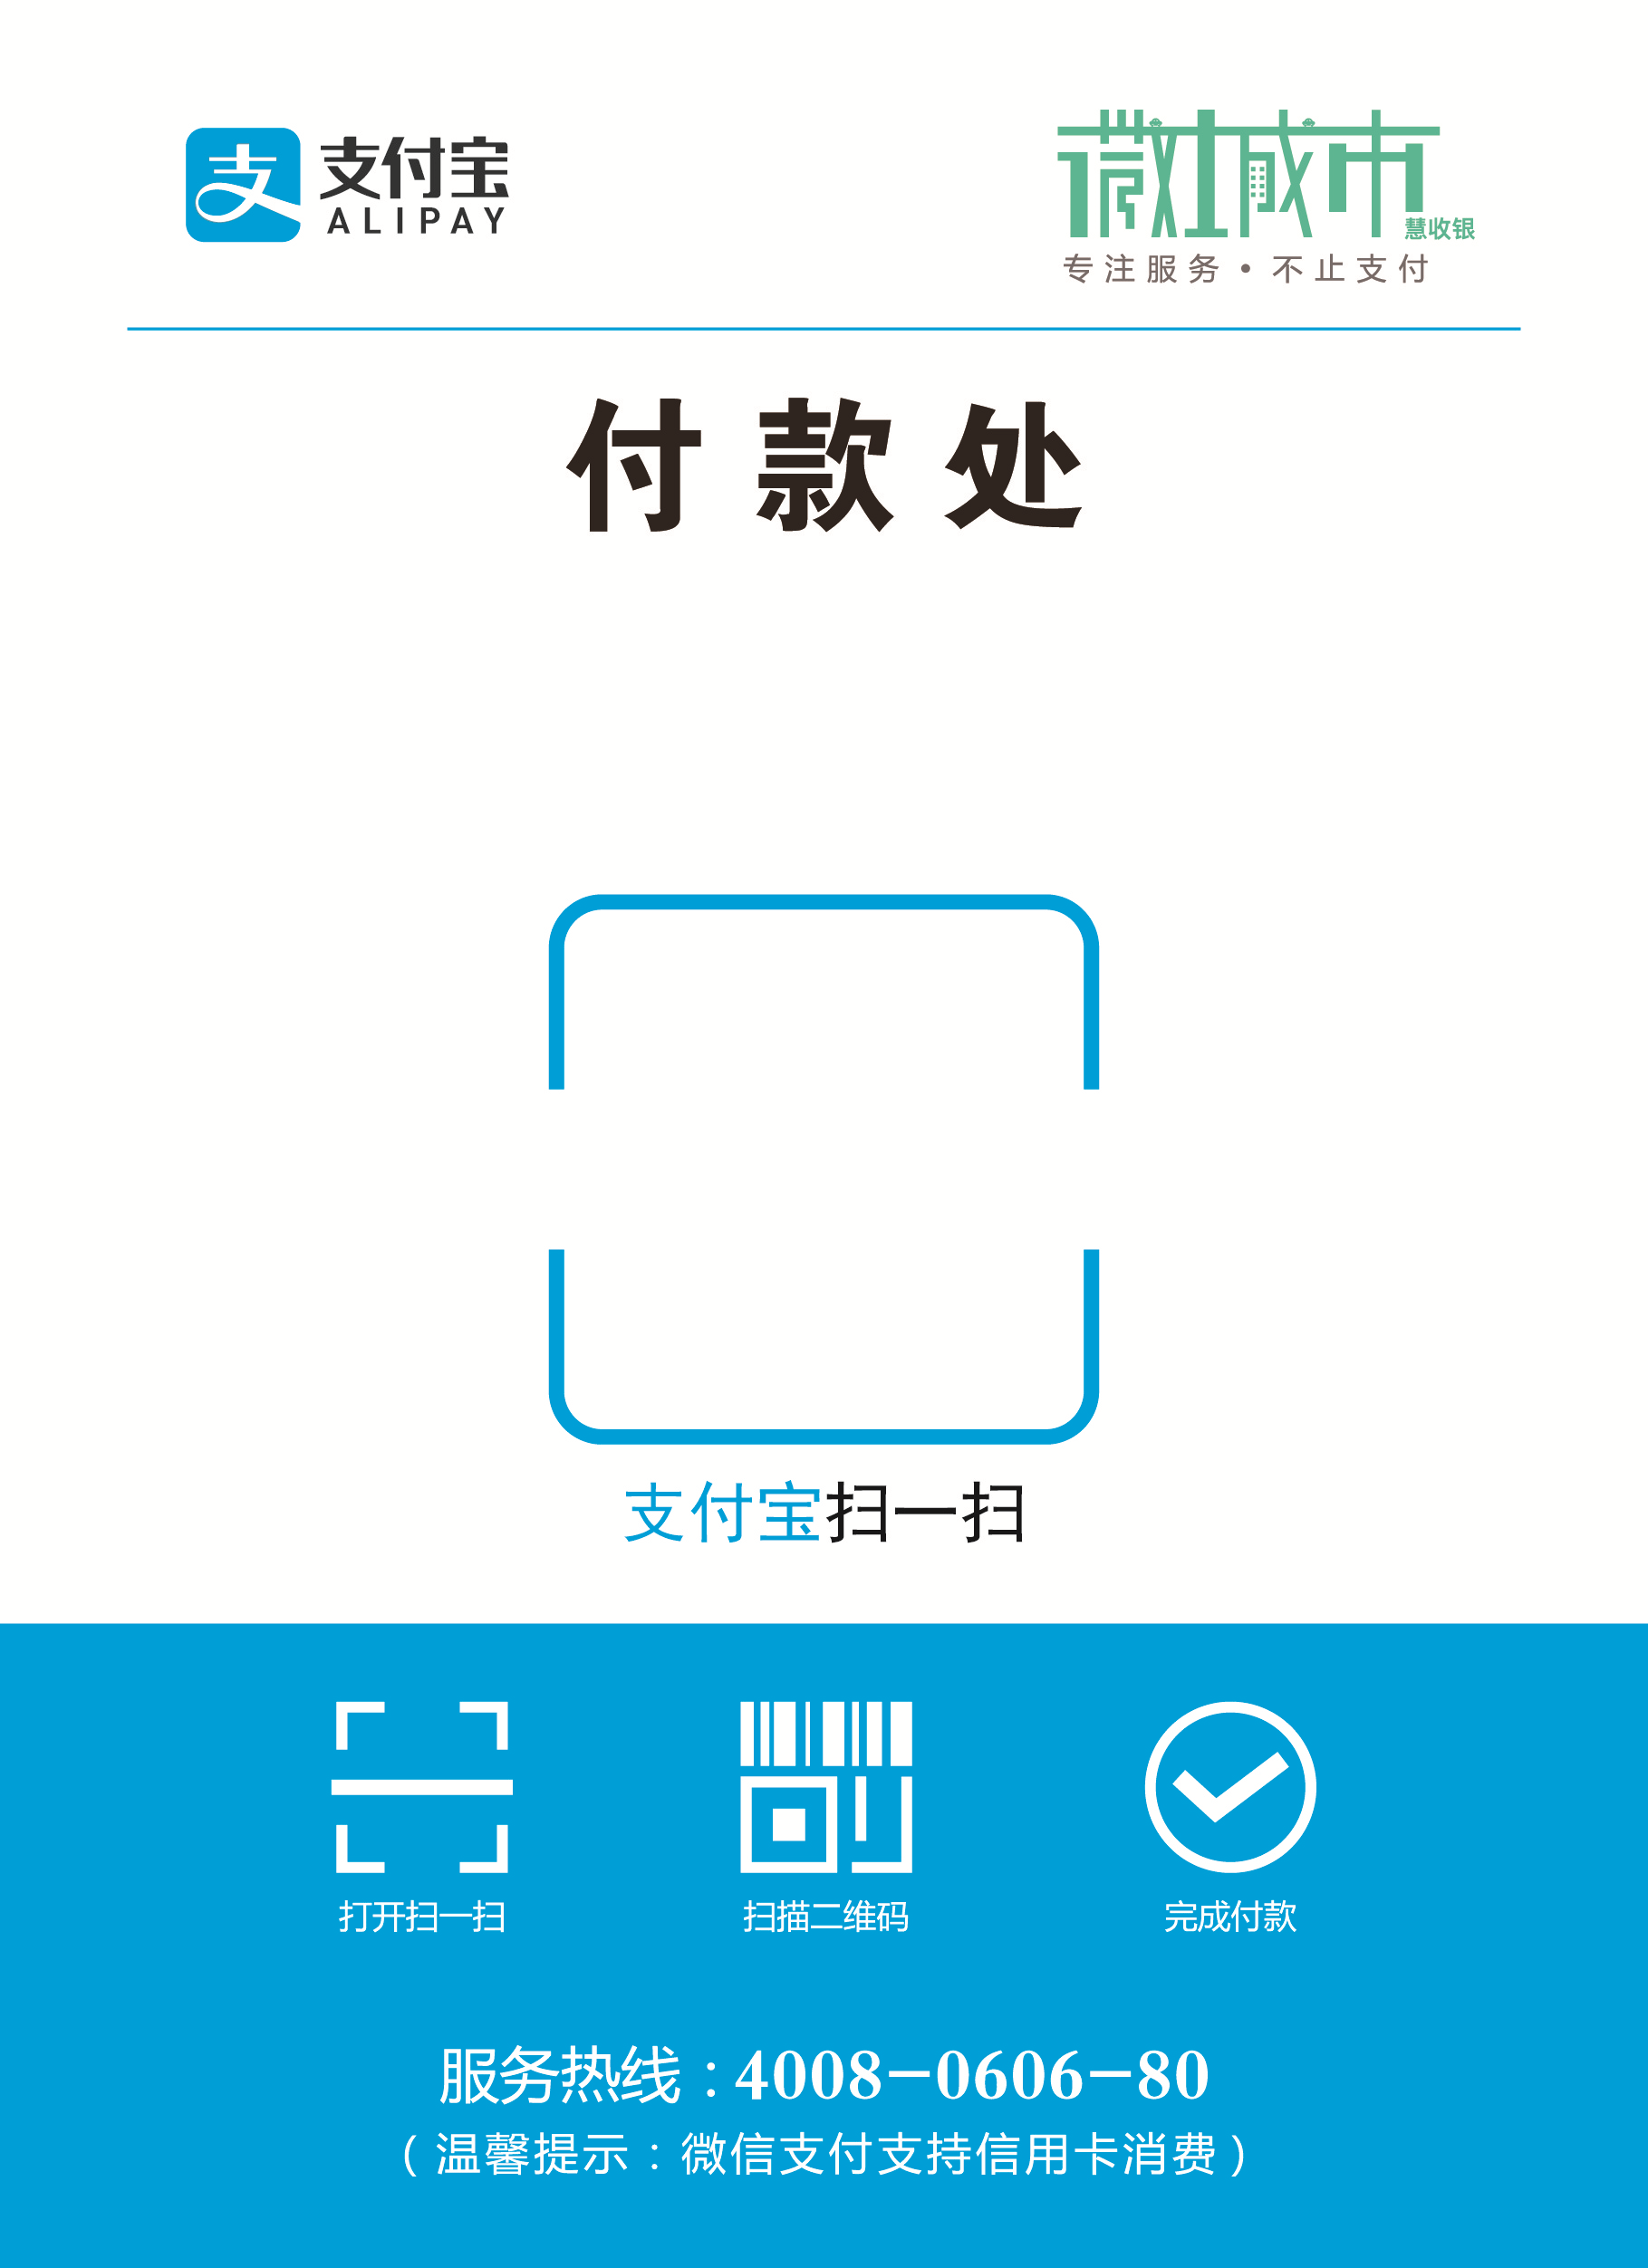 支付宝
ALIPAY
微城市
慧收银
专注服务·不止支付
付款处
支付宝扫一扫
打开扫一扫
扫描二维码
完成付款
服务热线:4008-0606-80
(温馨提示:微信支付支持信用卡消费)